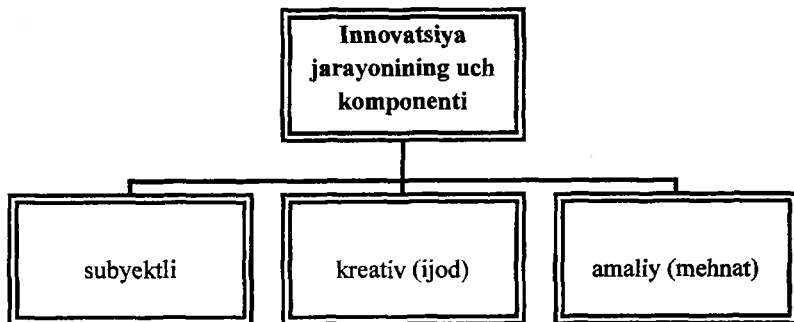 Innovatsiya
jarayonining uch
komponenti
subyektli
kreativ (ijod)
amaliy (mehnat)